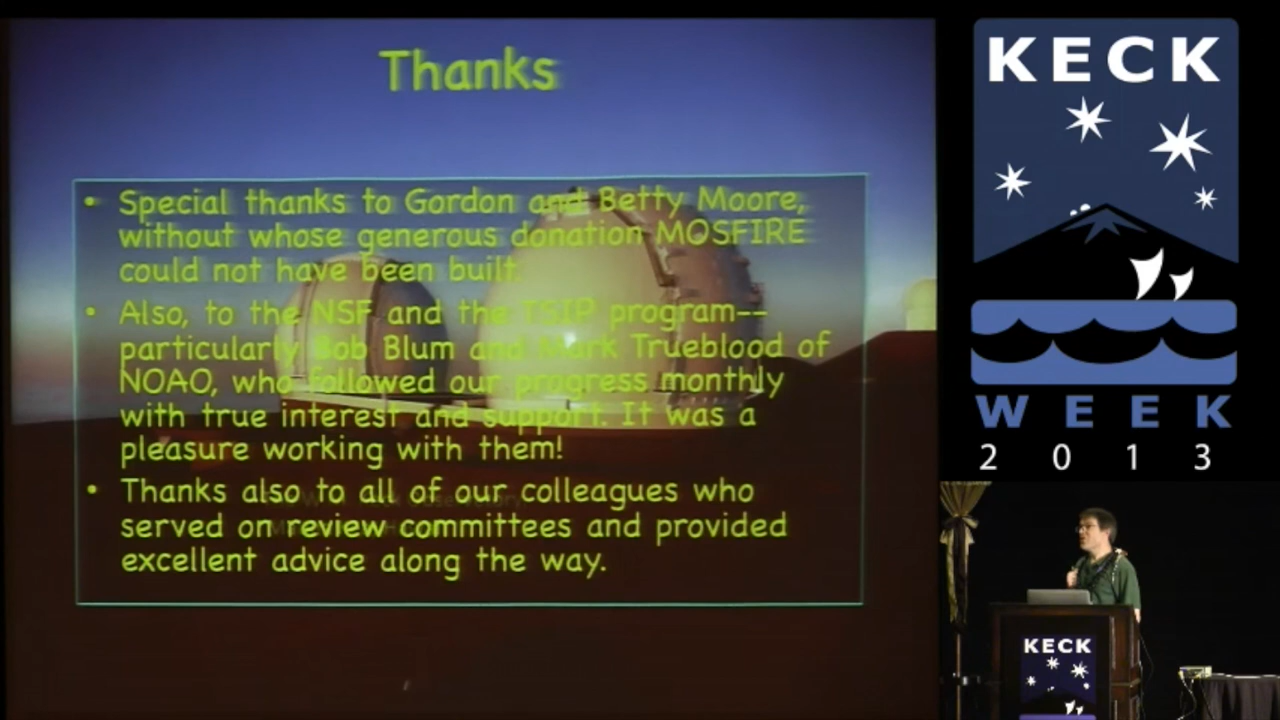 Thanks
• Special thanks to Gordon and Betty Moore,
without whose generous donation MOSFIRE
could not have been built.
• Also, to the NSF and the TSIP program--
particularly Bob Blum and Mark Trueblood of
NOAO, who followed our progress monthly
with true interest and support. It was a
pleasure working with them!
• Thanks also to all of our colleagues who
served on review committees and provided
excellent advice along the way.
KECK
WEEK
2013
KECK